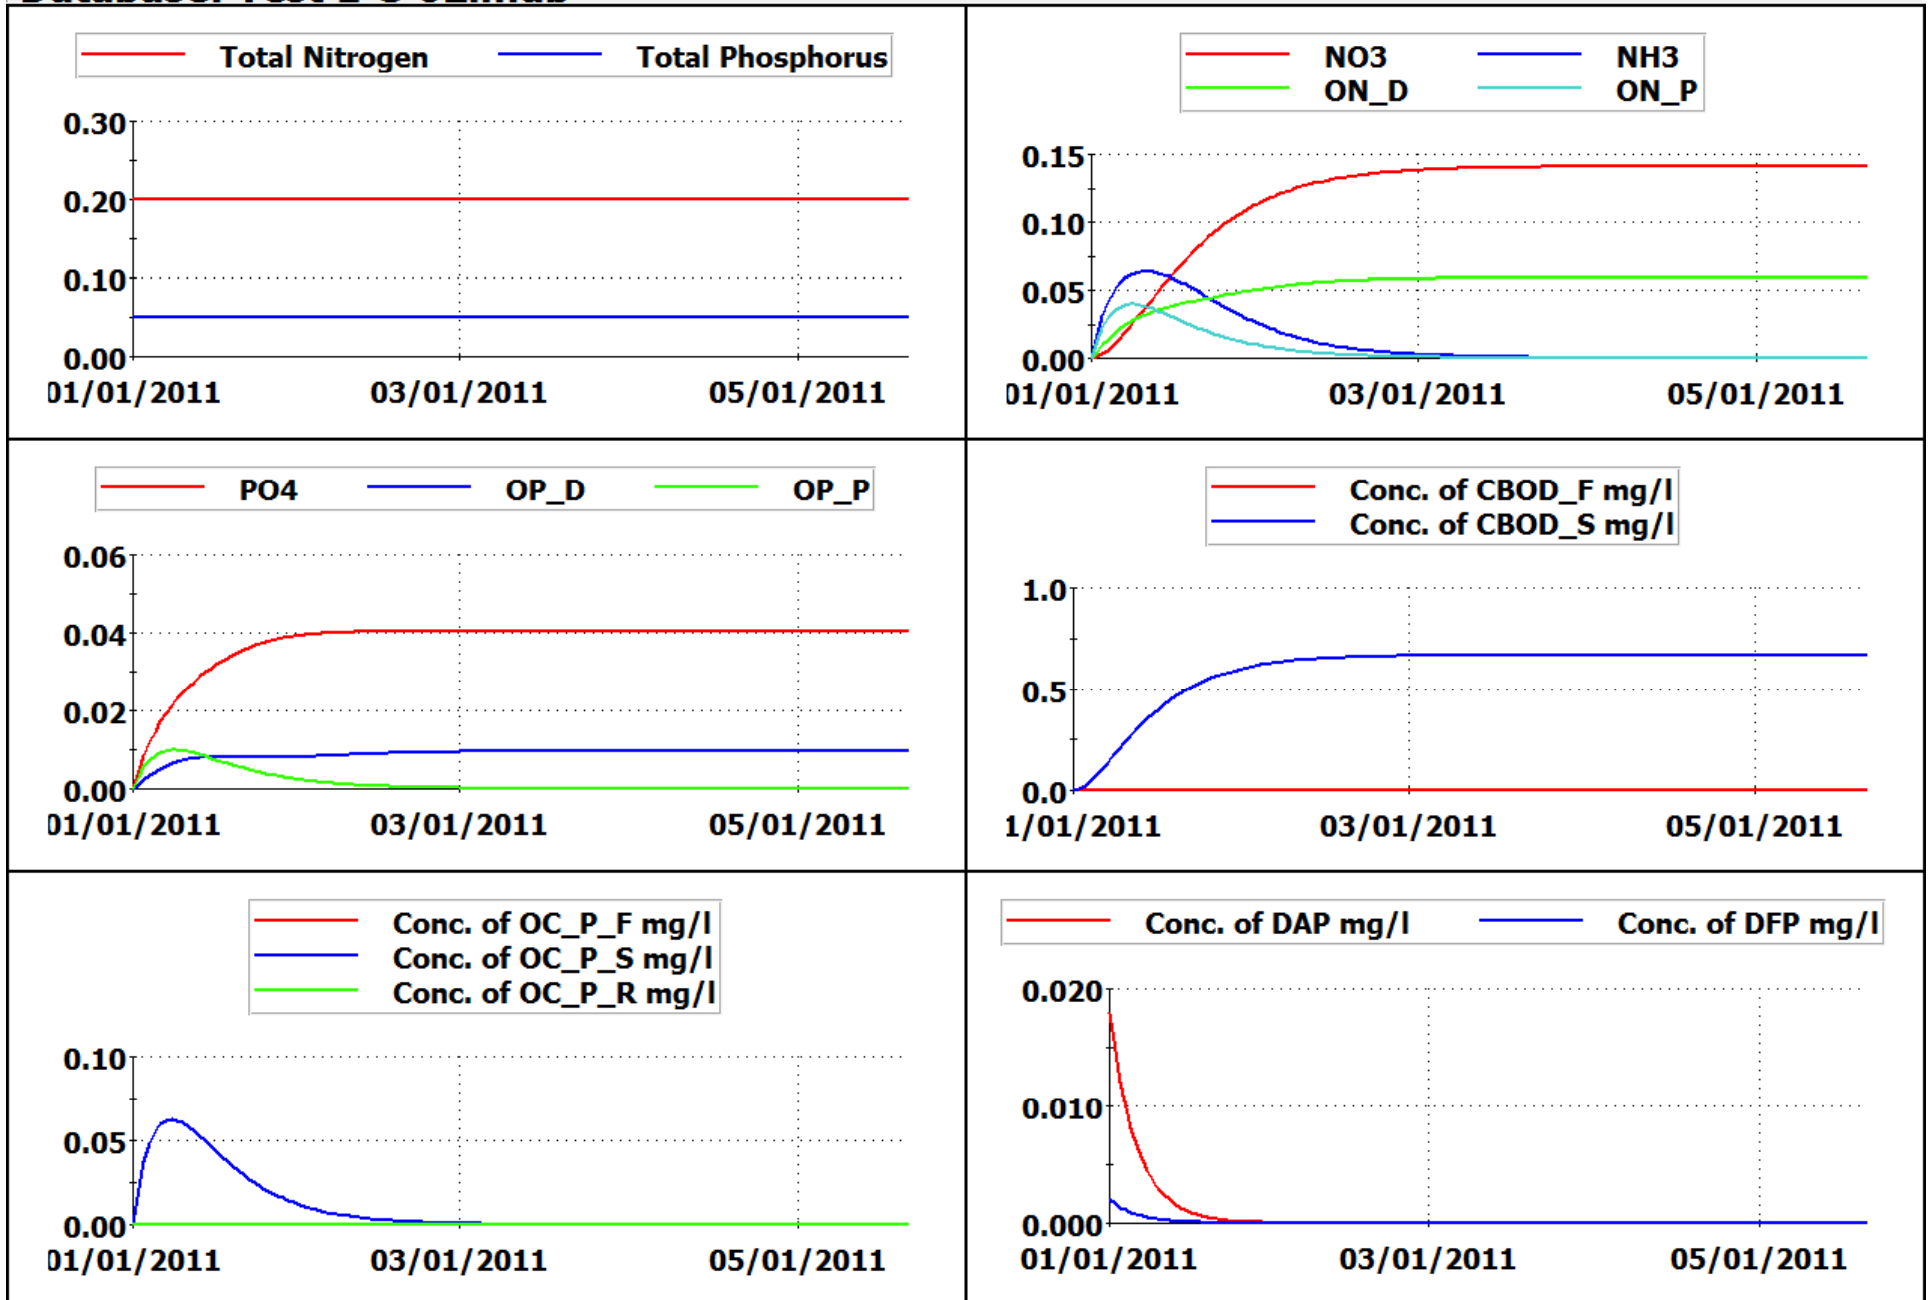 Total Nitrogen Total Phosphorus
0.30
0.20
0.10
0.00
01/01/2011 03/01/2011 05/01/2011
NO3 NH3
ON_D ON_P
0.15
0.10
0.05
0.00
01/01/2011 03/01/2011 05/01/2011
PO4 OP_D OP_P
0.06
0.04
0.02
0.00
01/01/2011 03/01/2011 05/01/2011
Conc. of CBOD_F mg/l
Conc. of CBOD_S mg/l
1.0
0.5
0.0
1/01/2011 03/01/2011 05/01/2011
Conc. of OC_P_F mg/l
Conc. of OC_P_S mg/l
Conc. of OC_P_R mg/l
0.10
0.05
0.00
01/01/2011 03/01/2011 05/01/2011
Conc. of DAP mg/l Conc. of DFP mg/l
0.020
0.010
0.000
01/01/2011 03/01/2011 05/01/2011